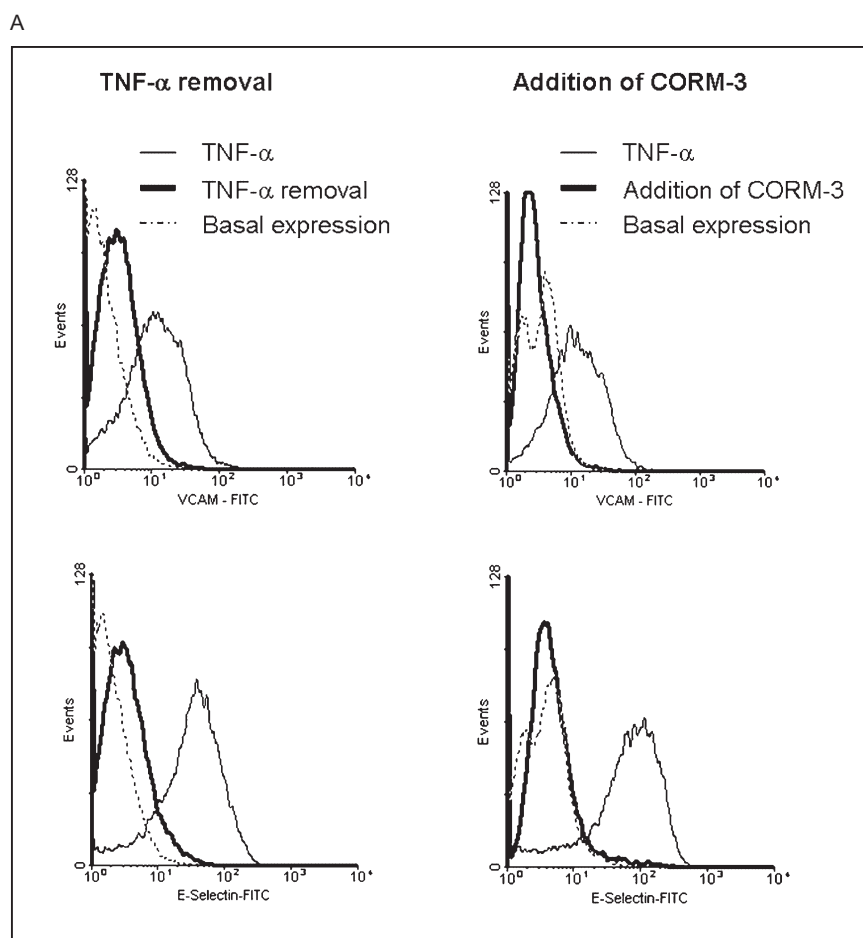 A
TNF-α removal
TNF-α
TNF-α removal
Basal expression
128
Events
0
10⁰ 10¹ 10² 10³ 10⁴
VCAM - FITC
Addition of CORM-3
TNF-α
Addition of CORM-3
Basal expression
128
Events
0
10⁰ 10¹ 10² 10³ 10⁴
VCAM - FITC
128
Events
0
10⁰ 10¹ 10² 10³ 10⁴
E-Selectin-FITC
128
Events
0
10⁰ 10¹ 10² 10³ 10⁴
E-Selectin-FITC